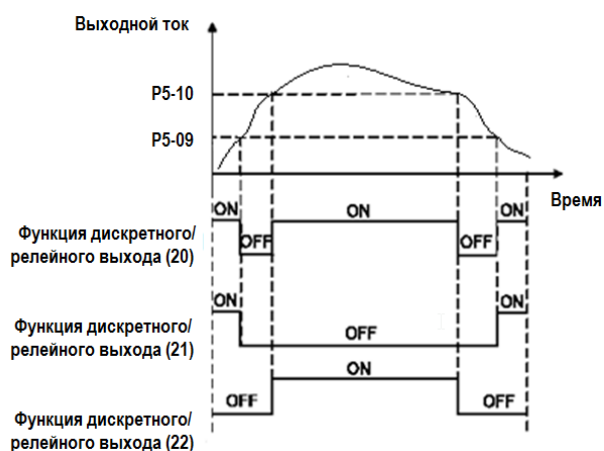 Выходной ток
P5-10
P5-09
Время
ON
ON
ON
Функция дискретного/
OFF
OFF
релейного выхода (20)
ON
ON
Функция дискретного/
OFF
релейного выхода (21)
ON
OFF
OFF
Функция дискретного/
релейного выхода (22)